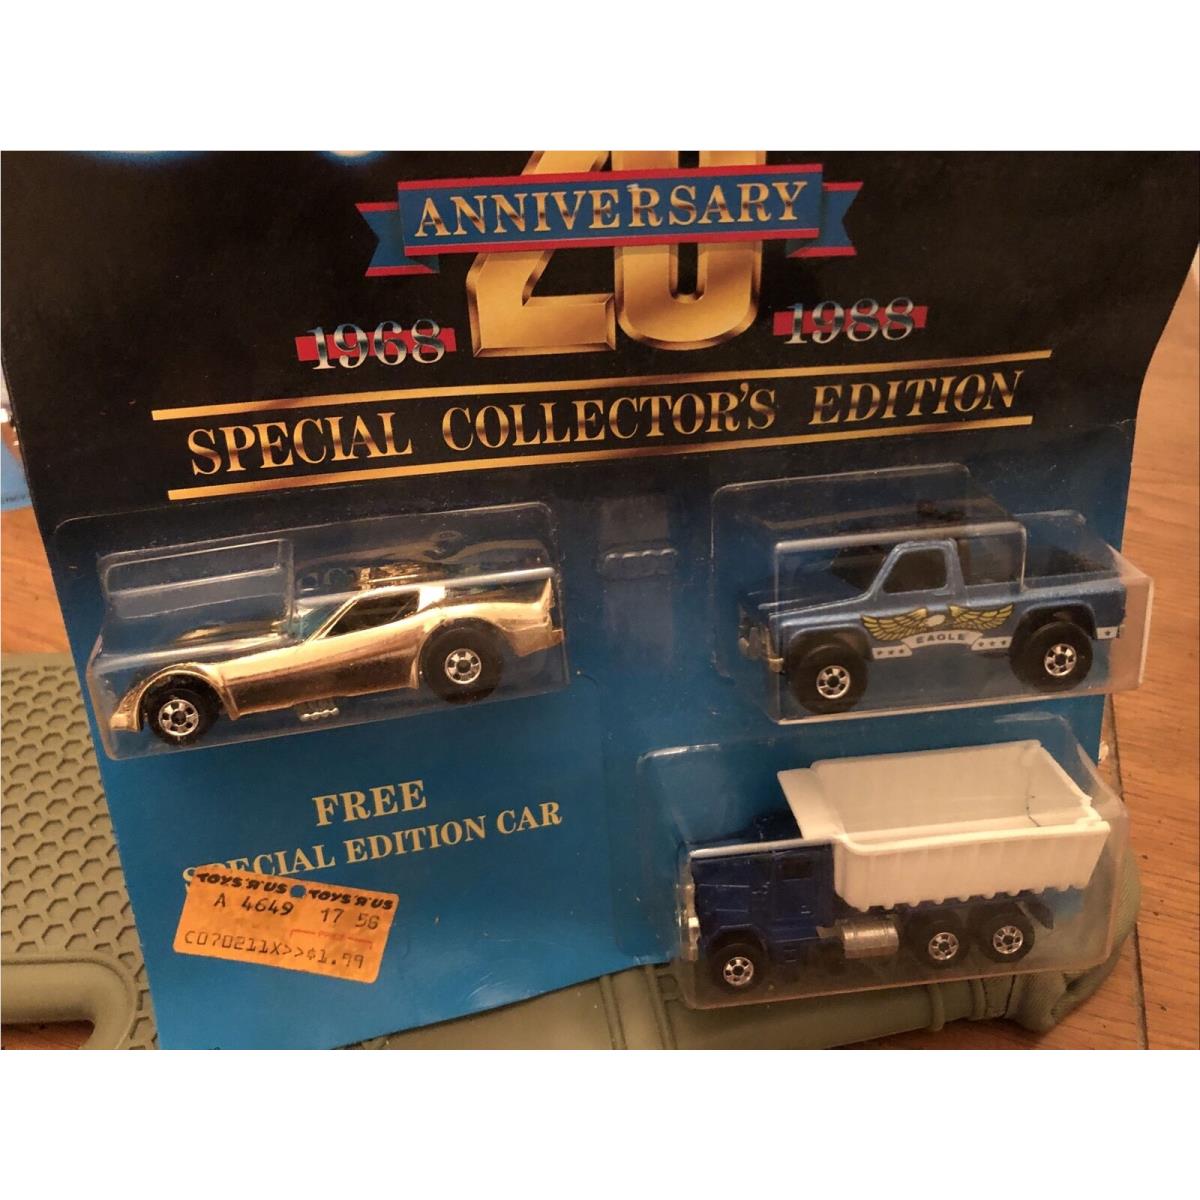 20
ANNIVERSARY
1968 1988
SPECIAL COLLECTOR'S EDITION
EAGLE
FREE
SPECIAL EDITION CAR
TOYS "R" US TOYS "R" US
A 4649 17 56
C070211X>>$1.99